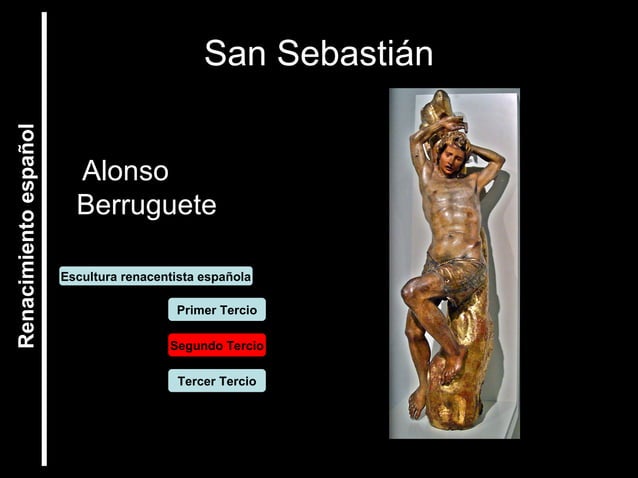 San Sebastián
Renacimiento español
Alonso
Berruguete
Escultura renacentista española
Primer Tercio
Segundo Tercio
Tercer Tercio